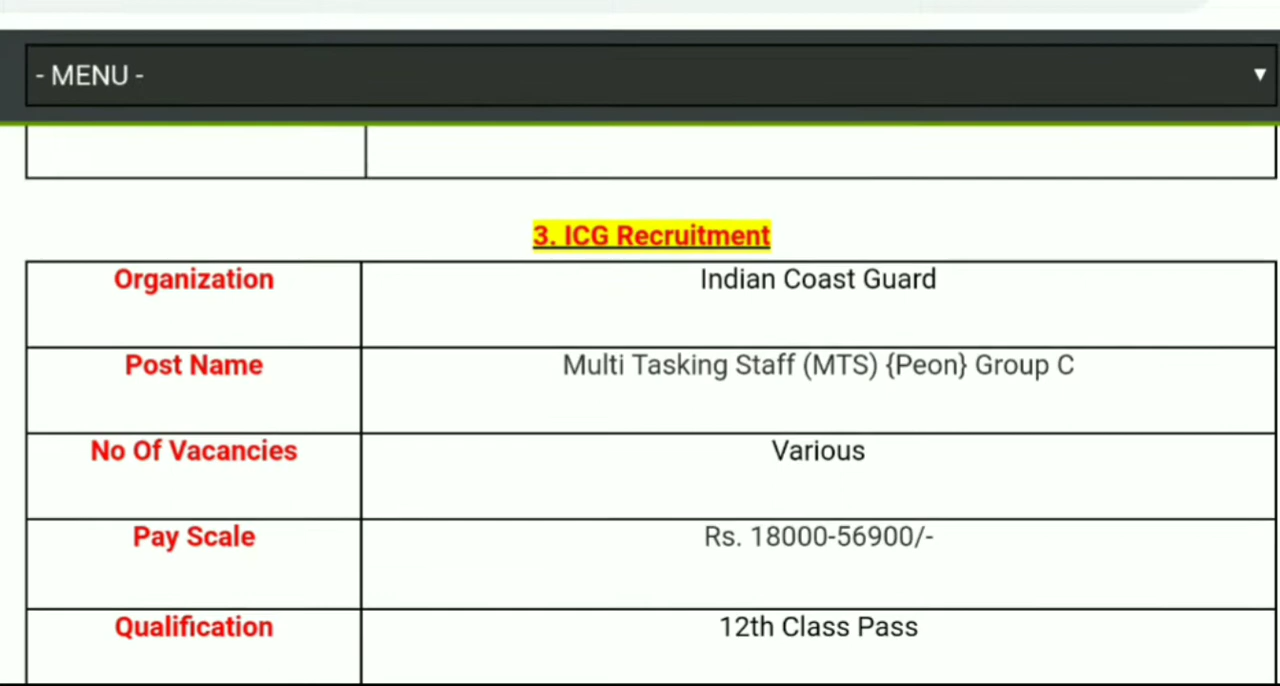 - MENU - ▼
3. ICG Recruitment
Organization Indian Coast Guard
Post Name Multi Tasking Staff (MTS) {Peon} Group C
No Of Vacancies Various
Pay Scale Rs. 18000-56900/-
Qualification 12th Class Pass